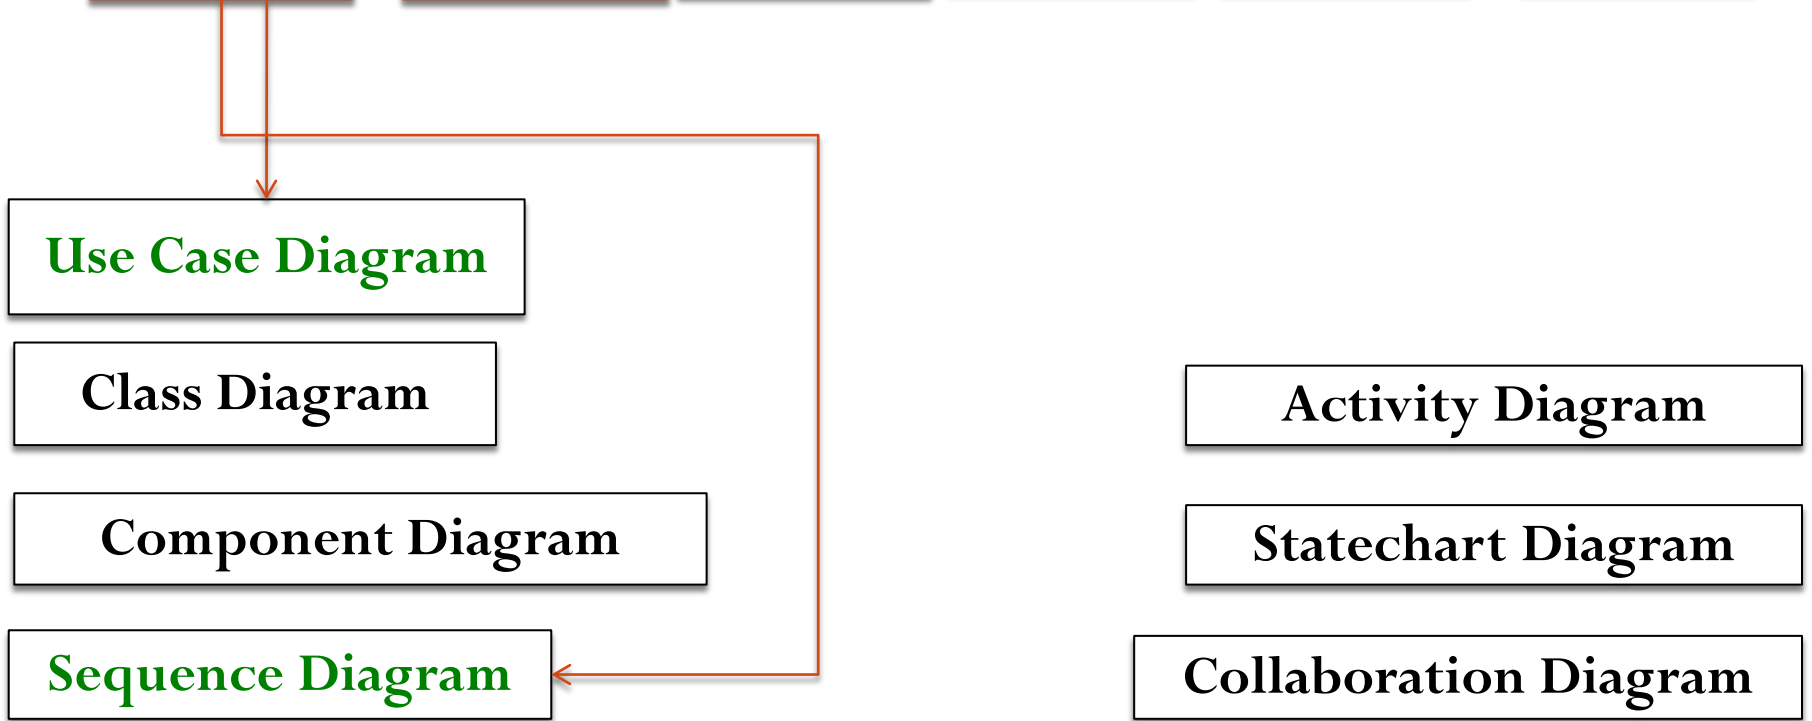 Use Case Diagram
Class Diagram
Component Diagram
Sequence Diagram
Activity Diagram
Statechart Diagram
Collaboration Diagram